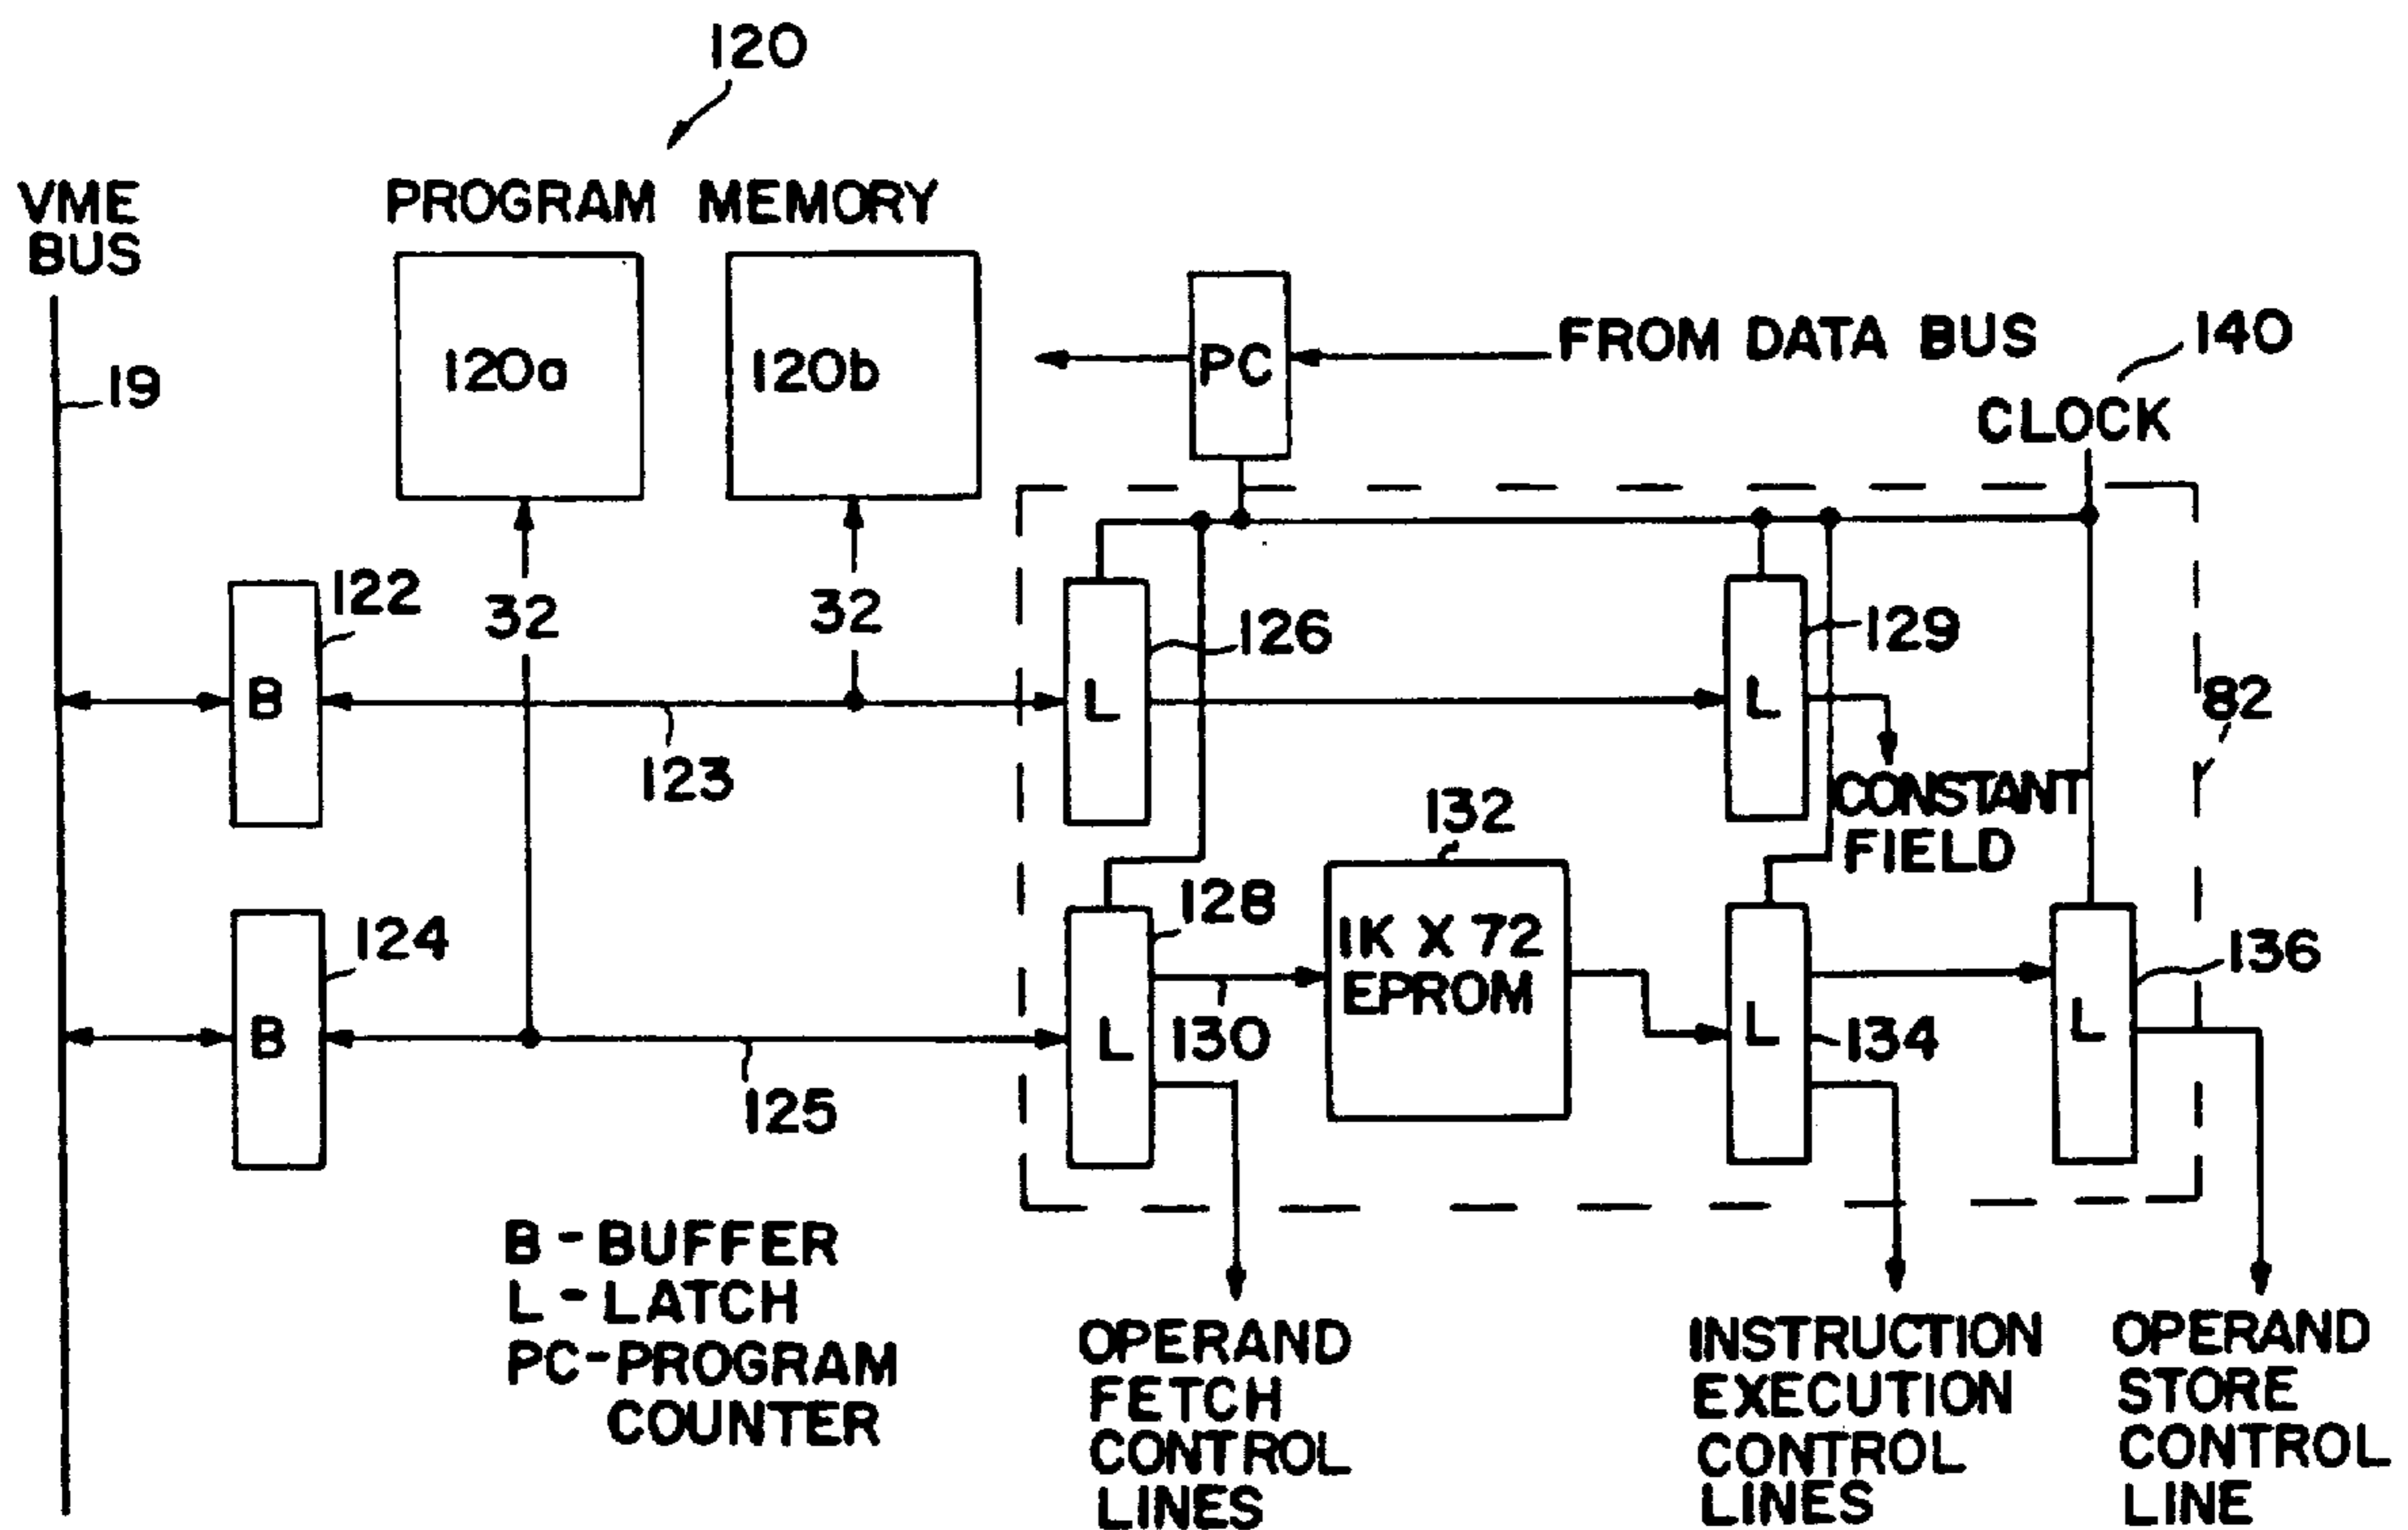 120
PROGRAM MEMORY
VME
BUS
19
120a
120b
PC
FROM DATA BUS
140
CLOCK
122
32
32
126
129
B
L
L
82
123
CONSTANT
FIELD
132
124
128
1K X 72
EPROM
136
B
L
130
L
134
L
125
B - BUFFER
L - LATCH
PC - PROGRAM
COUNTER
OPERAND
FETCH
CONTROL
LINES
INSTRUCTION
EXECUTION
CONTROL
LINES
OPERAND
STORE
CONTROL
LINE